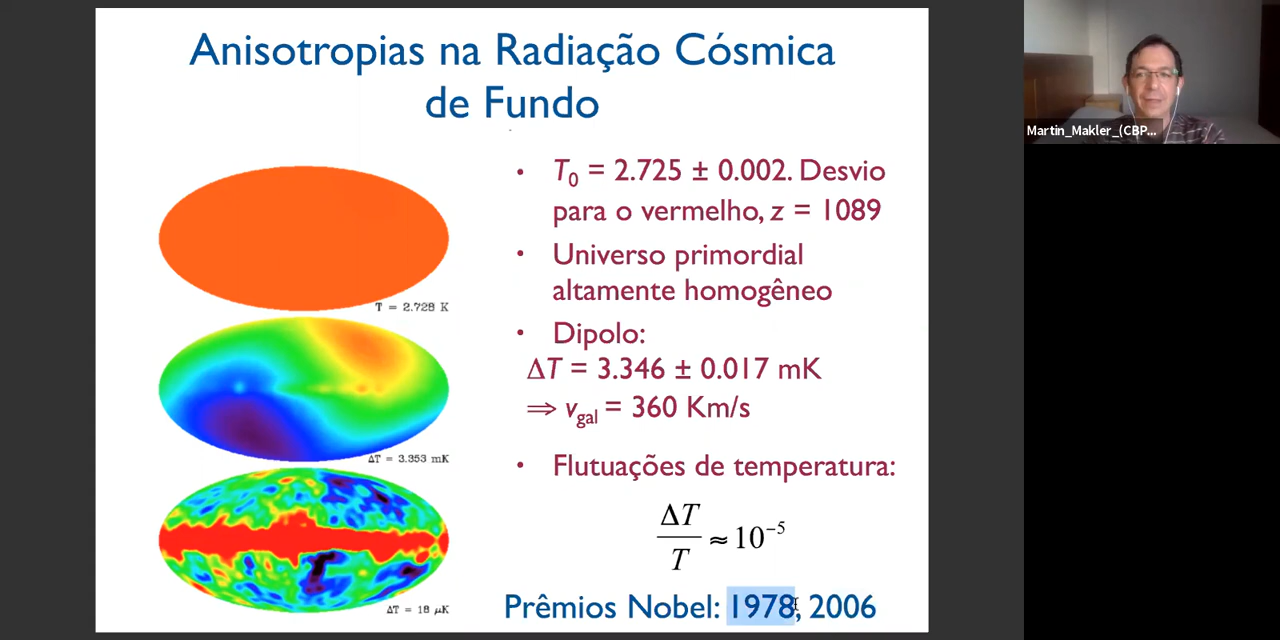 Anisotropias na Radiação Cósmica
de Fundo
T = 2.728 K
ΔT = 3.353 mK
ΔT = 18 μK
• T₀ = 2.725 ± 0.002. Desvio
para o vermelho, z = 1089
• Universo primordial
altamente homogêneo
• Dipolo:
ΔT = 3.346 ± 0.017 mK
⇒ v_gal = 360 Km/s
• Flutuações de temperatura:
ΔT/T ≈ 10⁻⁵
Prêmios Nobel: 1978, 2006
Martin_Makler_(CBP...